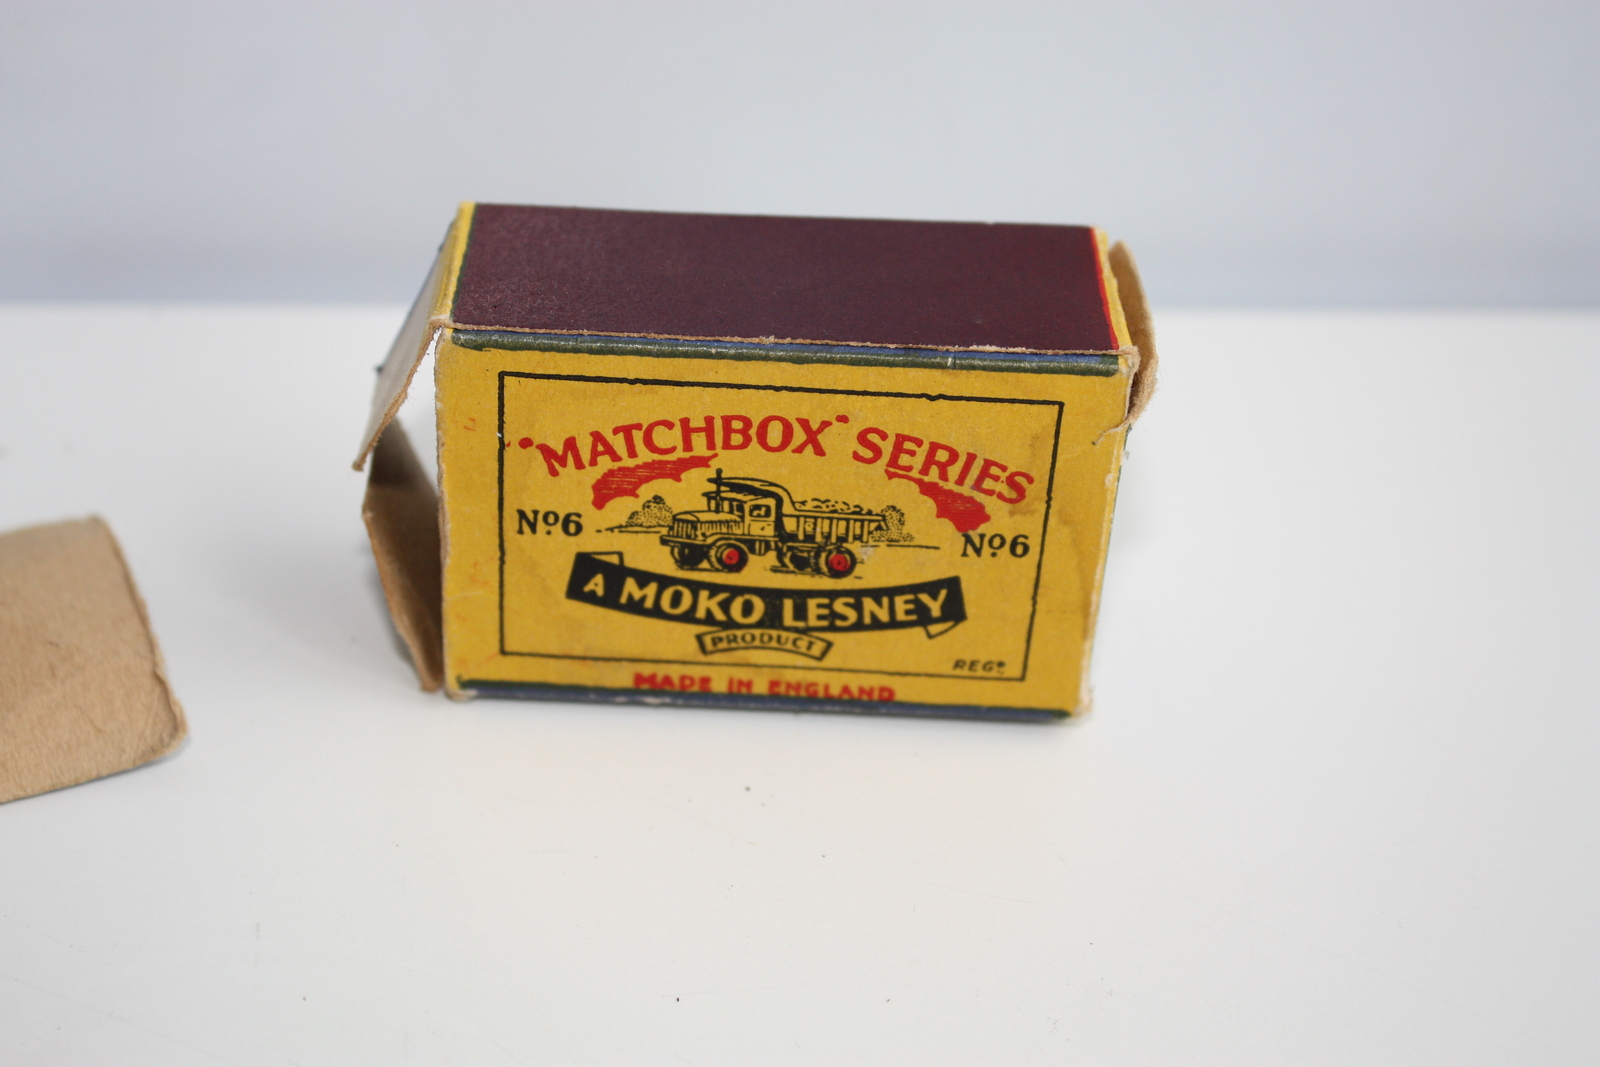 "MATCHBOX" SERIES
Nº6
Nº6
A MOKO LESNEY
PRODUCT
REGD.
MADE IN ENGLAND